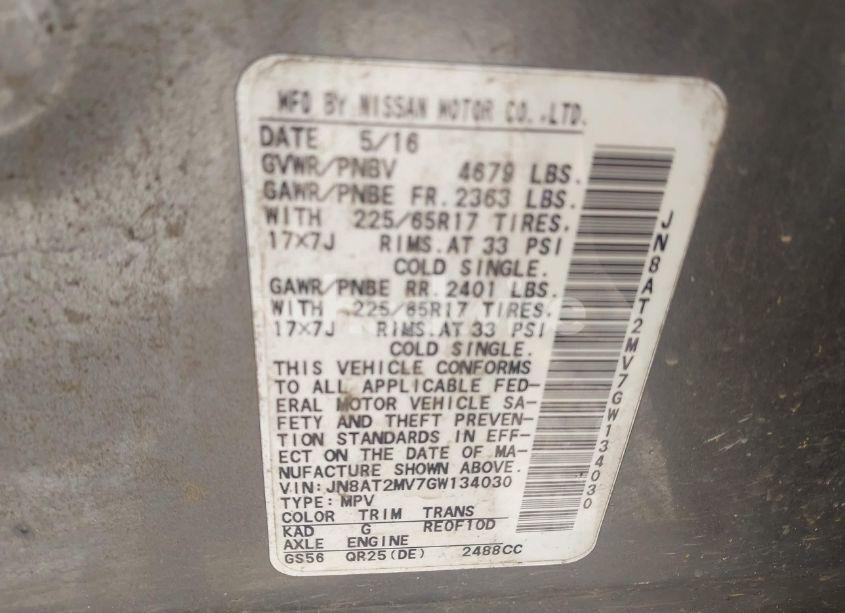 MFD BY NISSAN MOTOR CO.,LTD.
DATE 5/16
GVWR/PNBV 4679 LBS.
GAWR/PNBE FR. 2363 LBS.
WITH 225/65R17 TIRES.
17×7J RIMS.AT 33 PSI
COLD SINGLE.
GAWR/PNBE RR. 2401 LBS.
WITH 225/65R17 TIRES.
17×7J RIMS.AT 33 PSI
COLD SINGLE.
THIS VEHICLE CONFORMS
TO ALL APPLICABLE FED-
ERAL MOTOR VEHICLE SA-
FETY AND THEFT PREVEN-
TION STANDARDS IN EFF-
ECT ON THE DATE OF MA-
NUFACTURE SHOWN ABOVE.
VIN: JN8AT2MV7GW134030
TYPE: MPV
COLOR TRIM TRANS
KAD G RE0F10D
AXLE ENGINE
GS56 QR25(DE) 2488CC
JN8AT2MV7GW134030